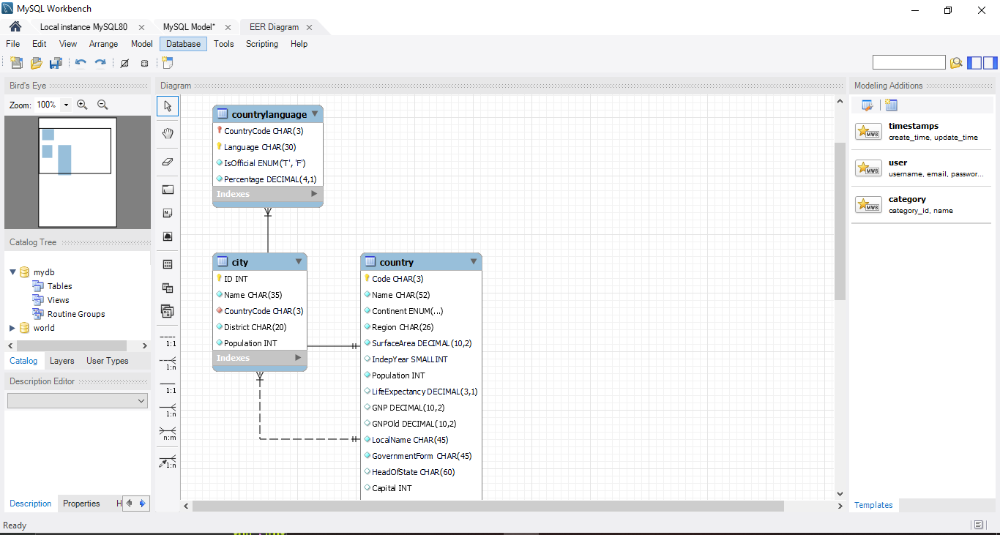 MySQL Workbench
Local instance MySQL80
MySQL Model*
EER Diagram
File Edit View Arrange Model Database Tools Scripting Help
Bird's Eye
Zoom: 100%
Catalog Tree
mydb
Tables
Views
Routine Groups
world
Catalog Layers User Types
Description Editor
Description Properties H
Ready
Diagram
1:1
1:n
1:1
1:n
n:m
1:n
countrylanguage
CountryCode CHAR(3)
Language CHAR(30)
IsOfficial ENUM('T', 'F')
Percentage DECIMAL(4,1)
Indexes
city
ID INT
Name CHAR(35)
CountryCode CHAR(3)
District CHAR(20)
Population INT
Indexes
country
Code CHAR(3)
Name CHAR(52)
Continent ENUM(...)
Region CHAR(26)
SurfaceArea DECIMAL(10,2)
IndepYear SMALLINT
Population INT
LifeExpectancy DECIMAL(3,1)
GNP DECIMAL(10,2)
GNPOld DECIMAL(10,2)
LocalName CHAR(45)
GovernmentForm CHAR(45)
HeadOfState CHAR(60)
Capital INT
Modeling Additions
MWB
timestamps
create_time, update_time
MWB
user
username, email, passwor...
MWB
category
category_id, name
Templates